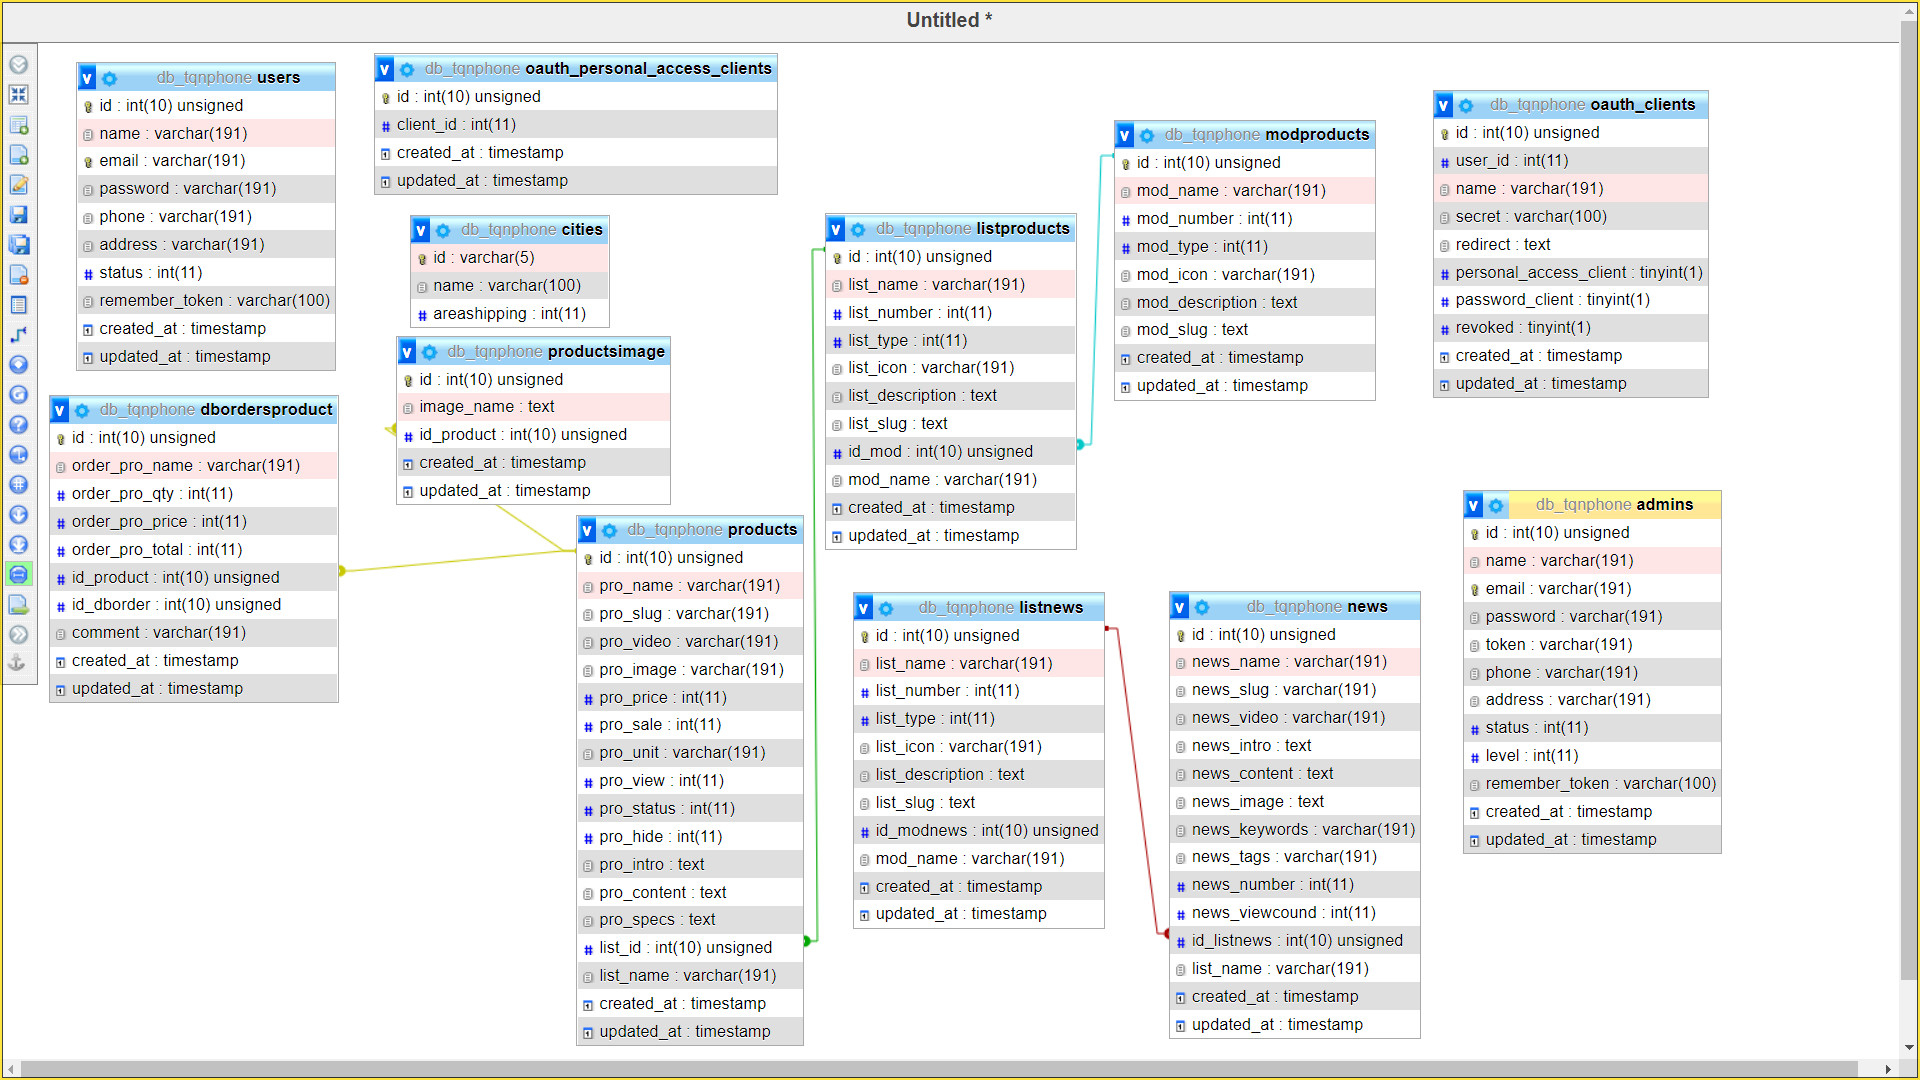 Untitled *
db_tqnphone users
id : int(10) unsigned
name : varchar(191)
email : varchar(191)
password : varchar(191)
phone : varchar(191)
address : varchar(191)
status : int(11)
remember_token : varchar(100)
created_at : timestamp
updated_at : timestamp
db_tqnphone oauth_personal_access_clients
id : int(10) unsigned
client_id : int(11)
created_at : timestamp
updated_at : timestamp
db_tqnphone cities
id : varchar(5)
name : varchar(100)
areashipping : int(11)
db_tqnphone productsimage
id : int(10) unsigned
image_name : text
id_product : int(10) unsigned
created_at : timestamp
updated_at : timestamp
db_tqnphone dbordersproduct
id : int(10) unsigned
order_pro_name : varchar(191)
order_pro_qty : int(11)
order_pro_price : int(11)
order_pro_total : int(11)
id_product : int(10) unsigned
id_dborder : int(10) unsigned
comment : varchar(191)
created_at : timestamp
updated_at : timestamp
db_tqnphone products
id : int(10) unsigned
pro_name : varchar(191)
pro_slug : varchar(191)
pro_video : varchar(191)
pro_image : varchar(191)
pro_price : int(11)
pro_sale : int(11)
pro_unit : varchar(191)
pro_view : int(11)
pro_status : int(11)
pro_hide : int(11)
pro_intro : text
pro_content : text
pro_specs : text
list_id : int(10) unsigned
list_name : varchar(191)
created_at : timestamp
updated_at : timestamp
db_tqnphone listproducts
id : int(10) unsigned
list_name : varchar(191)
list_number : int(11)
list_type : int(11)
list_icon : varchar(191)
list_description : text
list_slug : text
id_mod : int(10) unsigned
mod_name : varchar(191)
created_at : timestamp
updated_at : timestamp
db_tqnphone modproducts
id : int(10) unsigned
mod_name : varchar(191)
mod_number : int(11)
mod_type : int(11)
mod_icon : varchar(191)
mod_description : text
mod_slug : text
created_at : timestamp
updated_at : timestamp
db_tqnphone oauth_clients
id : int(10) unsigned
user_id : int(11)
name : varchar(191)
secret : varchar(100)
redirect : text
personal_access_client : tinyint(1)
password_client : tinyint(1)
revoked : tinyint(1)
created_at : timestamp
updated_at : timestamp
db_tqnphone listnews
id : int(10) unsigned
list_name : varchar(191)
list_number : int(11)
list_type : int(11)
list_icon : varchar(191)
list_description : text
list_slug : text
id_modnews : int(10) unsigned
mod_name : varchar(191)
created_at : timestamp
updated_at : timestamp
db_tqnphone news
id : int(10) unsigned
news_name : varchar(191)
news_slug : varchar(191)
news_video : varchar(191)
news_intro : text
news_content : text
news_image : text
news_keywords : varchar(191)
news_tags : varchar(191)
news_number : int(11)
news_viewcound : int(11)
id_listnews : int(10) unsigned
list_name : varchar(191)
created_at : timestamp
updated_at : timestamp
db_tqnphone admins
id : int(10) unsigned
name : varchar(191)
email : varchar(191)
password : varchar(191)
token : varchar(191)
phone : varchar(191)
address : varchar(191)
status : int(11)
level : int(11)
remember_token : varchar(100)
created_at : timestamp
updated_at : timestamp